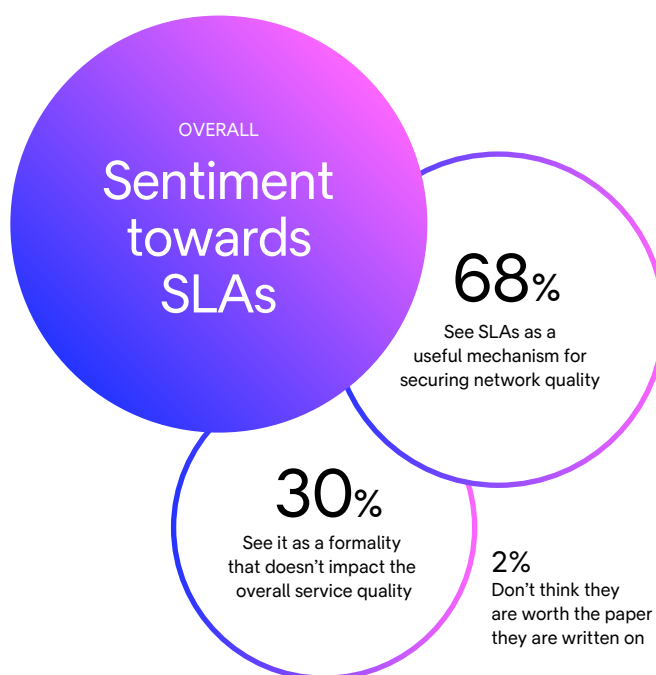 OVERALL
Sentiment
towards
SLAs
68%
See SLAs as a
useful mechanism for
securing network quality
30%
See it as a formality
that doesn't impact the
overall service quality
2%
Don't think they
are worth the paper
they are written on